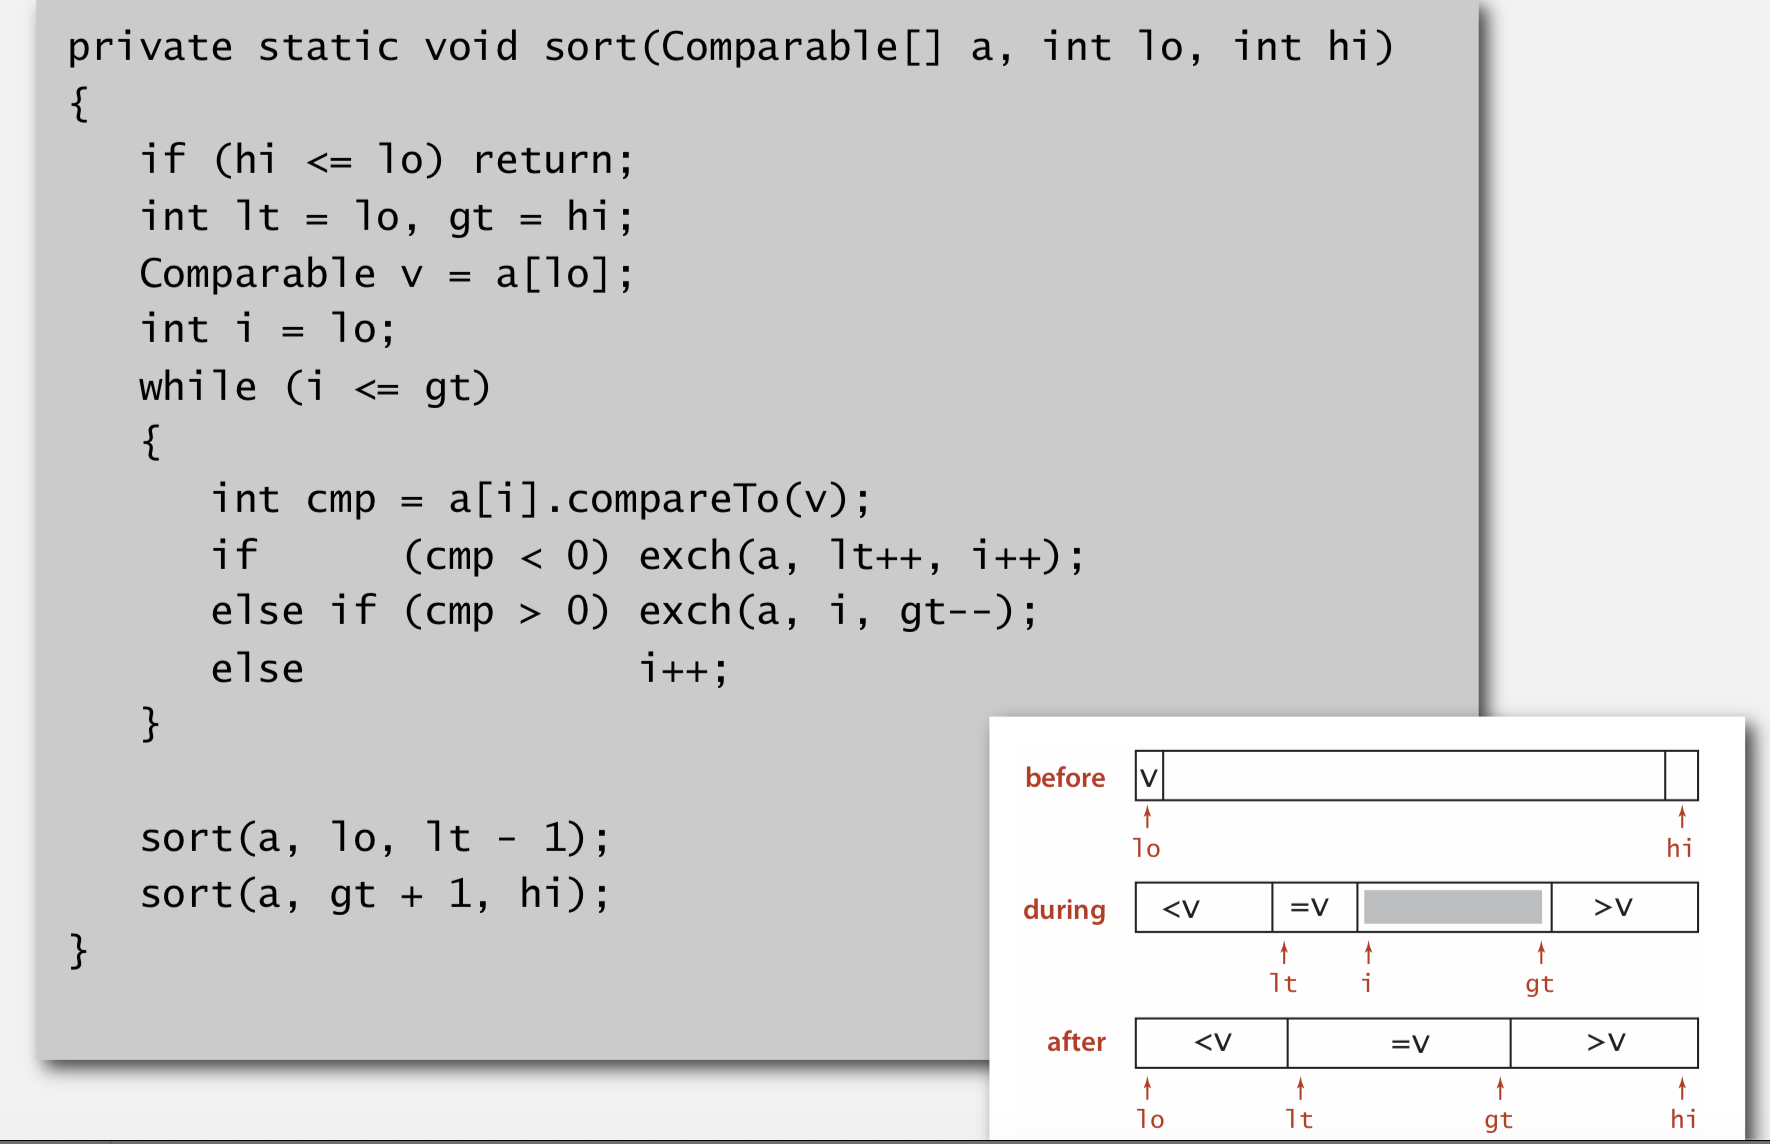 private static void sort(Comparable[] a, int lo, int hi)
{
   if (hi <= lo) return;
   int lt = lo, gt = hi;
   Comparable v = a[lo];
   int i = lo;
   while (i <= gt)
   {
      int cmp = a[i].compareTo(v);
      if      (cmp < 0) exch(a, lt++, i++);
      else if (cmp > 0) exch(a, i, gt--);
      else              i++;
   }

   sort(a, lo, lt - 1);
   sort(a, gt + 1, hi);
}
before v
lo hi
during <v =v >v
lt i gt
after <v =v >v
lo lt gt hi